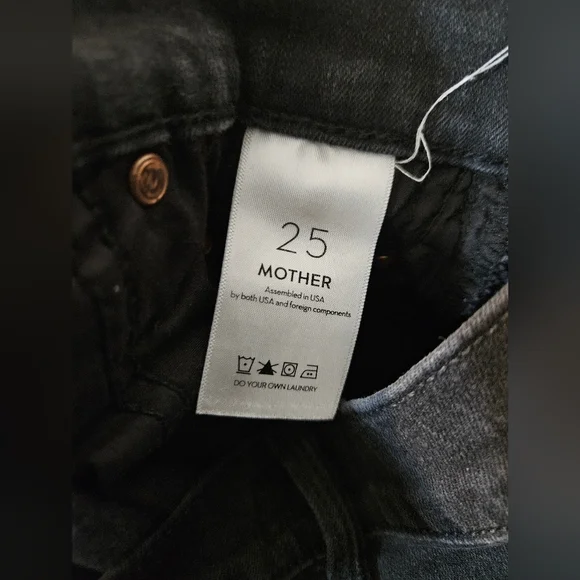 25
MOTHER
Assembled in USA
by both USA and foreign components
DO YOUR OWN LAUNDRY